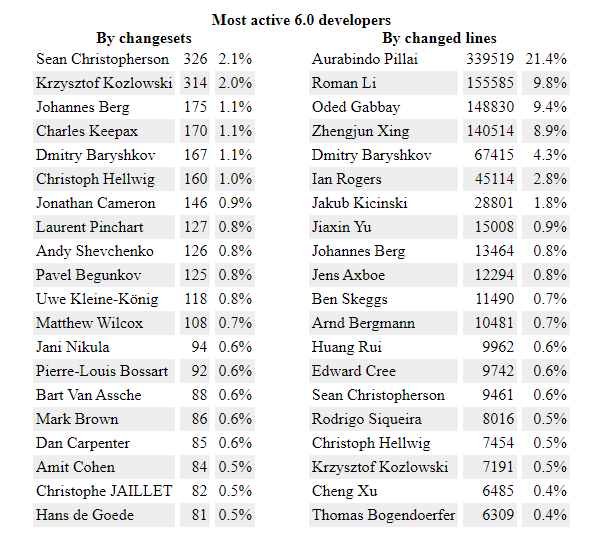 Most active 6.0 developers
By changesets By changed lines
Sean Christopherson 326 2.1% Aurabindo Pillai 339519 21.4%
Krzysztof Kozlowski 314 2.0% Roman Li 155585 9.8%
Johannes Berg 175 1.1% Oded Gabbay 148830 9.4%
Charles Keepax 170 1.1% Zhengjun Xing 140514 8.9%
Dmitry Baryshkov 167 1.1% Dmitry Baryshkov 67415 4.3%
Christoph Hellwig 160 1.0% Ian Rogers 45114 2.8%
Jonathan Cameron 146 0.9% Jakub Kicinski 28801 1.8%
Laurent Pinchart 127 0.8% Jiaxin Yu 15008 0.9%
Andy Shevchenko 126 0.8% Johannes Berg 13464 0.8%
Pavel Begunkov 125 0.8% Jens Axboe 12294 0.8%
Uwe Kleine-König 118 0.8% Ben Skeggs 11490 0.7%
Matthew Wilcox 108 0.7% Arnd Bergmann 10481 0.7%
Jani Nikula 94 0.6% Huang Rui 9962 0.6%
Pierre-Louis Bossart 92 0.6% Edward Cree 9742 0.6%
Bart Van Assche 88 0.6% Sean Christopherson 9461 0.6%
Mark Brown 86 0.6% Rodrigo Siqueira 8016 0.5%
Dan Carpenter 85 0.6% Christoph Hellwig 7454 0.5%
Amit Cohen 84 0.5% Krzysztof Kozlowski 7191 0.5%
Christophe JAILLET 82 0.5% Cheng Xu 6485 0.4%
Hans de Goede 81 0.5% Thomas Bogendoerfer 6309 0.4%